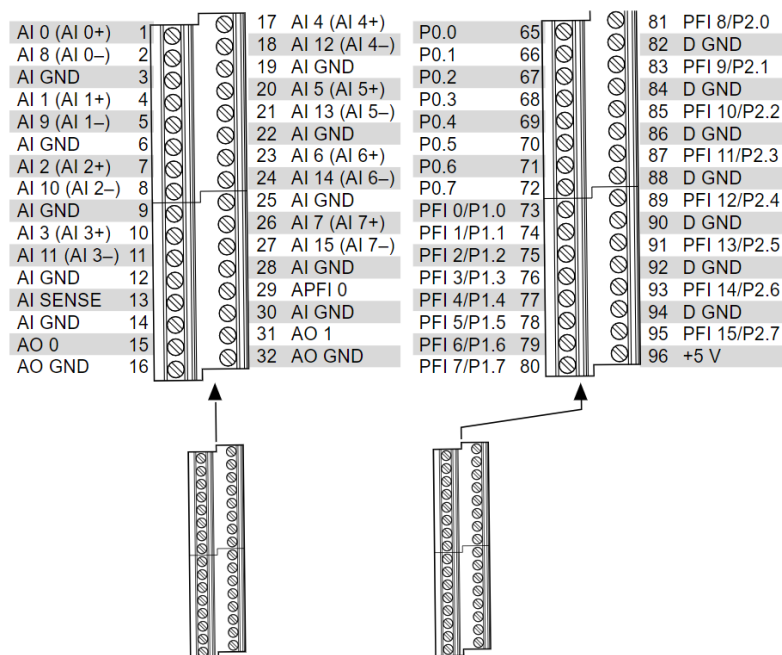 AI 0 (AI 0+) 1
AI 8 (AI 0–) 2
AI GND 3
AI 1 (AI 1+) 4
AI 9 (AI 1–) 5
AI GND 6
AI 2 (AI 2+) 7
AI 10 (AI 2–) 8
AI GND 9
AI 3 (AI 3+) 10
AI 11 (AI 3–) 11
AI GND 12
AI SENSE 13
AI GND 14
AO 0 15
AO GND 16
17 AI 4 (AI 4+)
18 AI 12 (AI 4–)
19 AI GND
20 AI 5 (AI 5+)
21 AI 13 (AI 5–)
22 AI GND
23 AI 6 (AI 6+)
24 AI 14 (AI 6–)
25 AI GND
26 AI 7 (AI 7+)
27 AI 15 (AI 7–)
28 AI GND
29 APFI 0
30 AI GND
31 AO 1
32 AO GND
P0.0 65
P0.1 66
P0.2 67
P0.3 68
P0.4 69
P0.5 70
P0.6 71
P0.7 72
PFI 0/P1.0 73
PFI 1/P1.1 74
PFI 2/P1.2 75
PFI 3/P1.3 76
PFI 4/P1.4 77
PFI 5/P1.5 78
PFI 6/P1.6 79
PFI 7/P1.7 80
81 PFI 8/P2.0
82 D GND
83 PFI 9/P2.1
84 D GND
85 PFI 10/P2.2
86 D GND
87 PFI 11/P2.3
88 D GND
89 PFI 12/P2.4
90 D GND
91 PFI 13/P2.5
92 D GND
93 PFI 14/P2.6
94 D GND
95 PFI 15/P2.7
96 +5 V